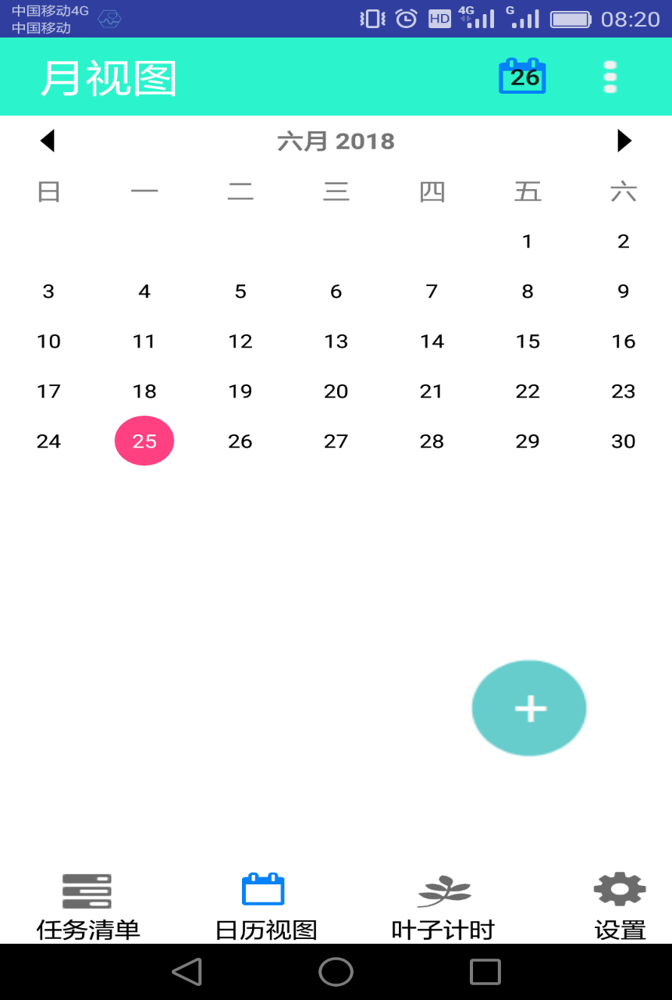 中国移动4G
中国移动
HD 4G G 08:20
月视图 26
六月 2018
日 一 二 三 四 五 六
1 2
3 4 5 6 7 8 9
10 11 12 13 14 15 16
17 18 19 20 21 22 23
24 25 26 27 28 29 30
+
任务清单 日历视图 叶子计时 设置